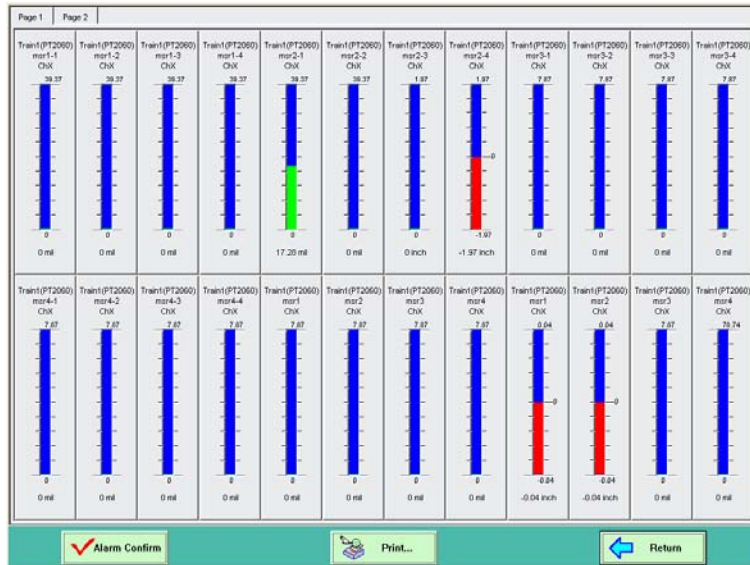 Page 1 Page 2
Train1(PT2060) Train1(PT2060) Train1(PT2060) Train1(PT2060) Train1(PT2060) Train1(PT2060) Train1(PT2060) Train1(PT2060) Train1(PT2060) Train1(PT2060) Train1(PT2060) Train1(PT2060)
msr1-1 msr1-2 msr1-3 msr1-4 msr2-1 msr2-2 msr2-3 msr2-4 msr3-1 msr3-2 msr3-3 msr3-4
ChX ChX ChX ChX ChX ChX ChX ChX ChX ChX ChX ChX
39.37 39.37 39.37 39.37 39.37 39.37 1.97 1.97 7.87 7.87 7.87 7.87
0
0 0 0 0 0 0 0 -1.97 0 0 0 0
0 mil 0 mil 0 mil 0 mil 17.28 mil 0 mil 0 inch -1.97 inch 0 mil 0 mil 0 mil 0 mil
Train1(PT2060) Train1(PT2060) Train1(PT2060) Train1(PT2060) Train1(PT2060) Train1(PT2060) Train1(PT2060) Train1(PT2060) Train1(PT2060) Train1(PT2060) Train1(PT2060) Train1(PT2060)
msr4-1 msr4-2 msr4-3 msr4-4 msr1 msr2 msr3 msr4 msr1 msr2 msr3 msr4
ChX ChX ChX ChX ChX ChX ChX ChX ChX ChX ChX ChX
7.87 7.87 7.87 7.87 7.87 7.87 7.87 7.87 0.04 0.04 7.87 78.74
0 0
0 0 0 0 0 0 0 0 -0.04 -0.04 0 0
0 mil 0 mil 0 mil 0 mil 0 mil 0 mil 0 mil 0 mil -0.04 inch -0.04 inch 0 mil 0 mil
Alarm Confirm Print... Return